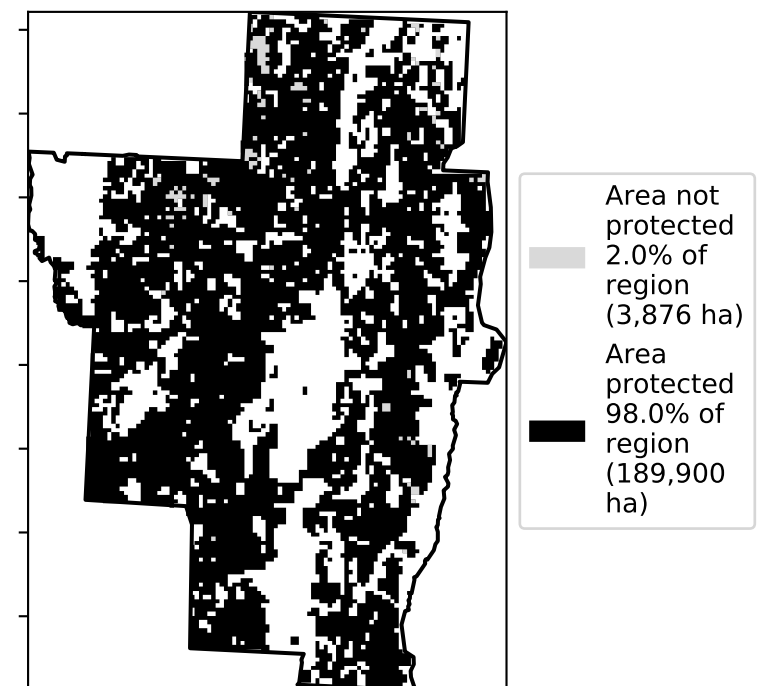 Area not
protected
2.0% of
region
(3,876 ha)
Area
protected
98.0% of
region
(189,900
ha)